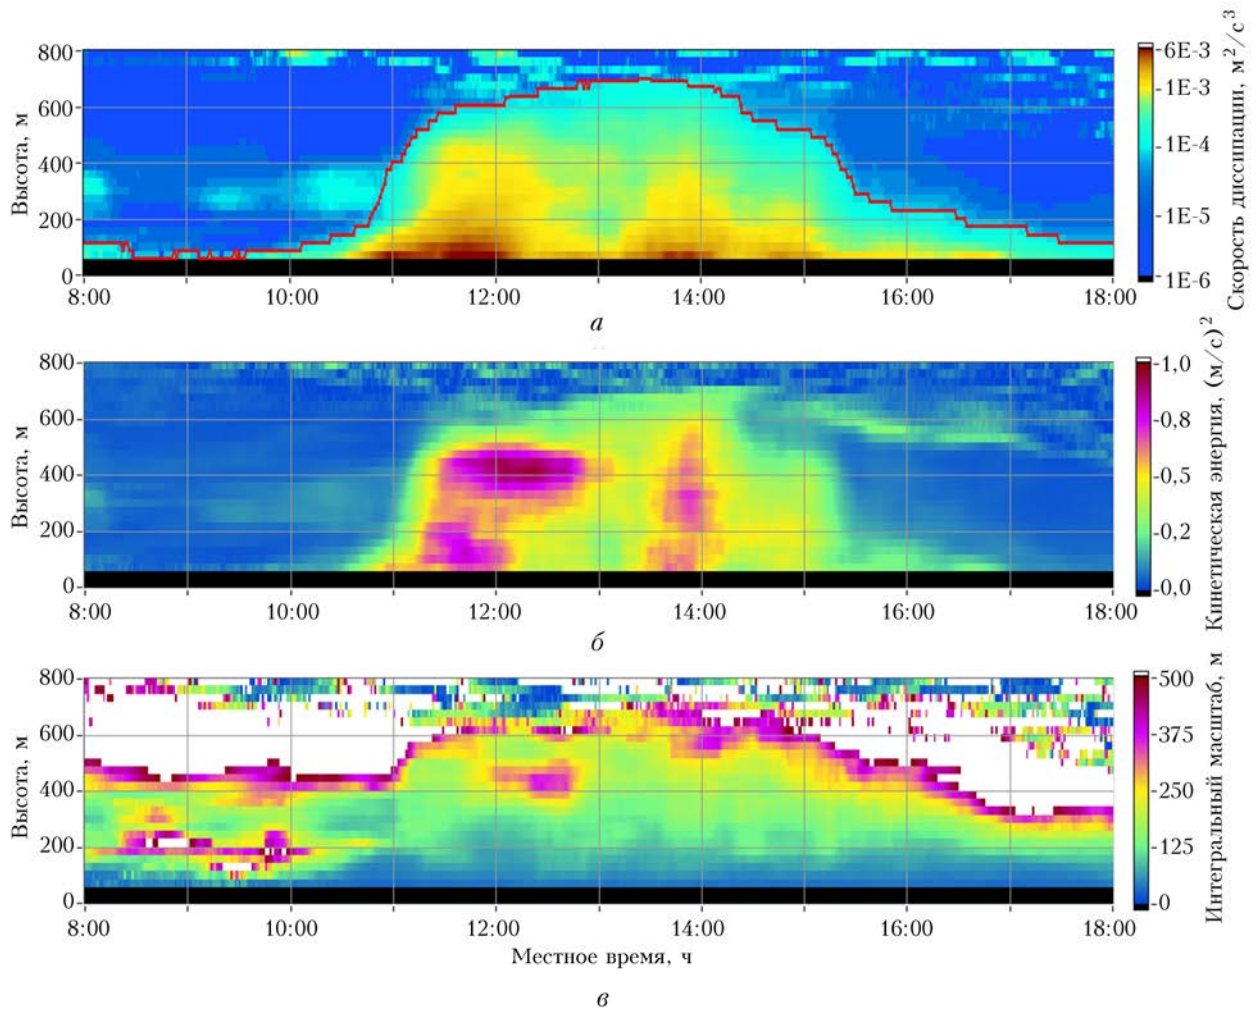 800
600
400
200
0
Высота, м
8:00 10:00 12:00 14:00 16:00 18:00
6E-3
1E-3
1E-4
1E-5
1E-6
Скорость диссипации, м²/с³
а
800
600
400
200
0
Высота, м
8:00 10:00 12:00 14:00 16:00 18:00
1.0
0.8
0.5
0.2
0.0
Кинетическая энергия, (м/с)²
б
800
600
400
200
0
Высота, м
8:00 10:00 12:00 14:00 16:00 18:00
500
375
250
125
0
Интегральный масштаб, м
Местное время, ч
в